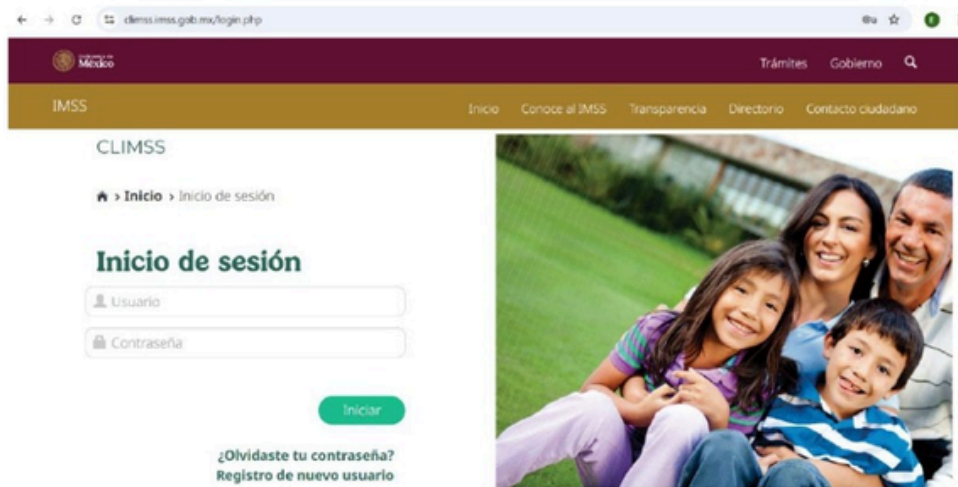 climss.imss.gob.mx/login.php
México
Trámites Gobierno
IMSS
Inicio Conoce al IMSS Transparencia Directorio Contacto ciudadano
CLIMSS
> Inicio > Inicio de sesión
Inicio de sesión
Usuario
Contraseña
Iniciar
¿Olvidaste tu contraseña?
Registro de nuevo usuario